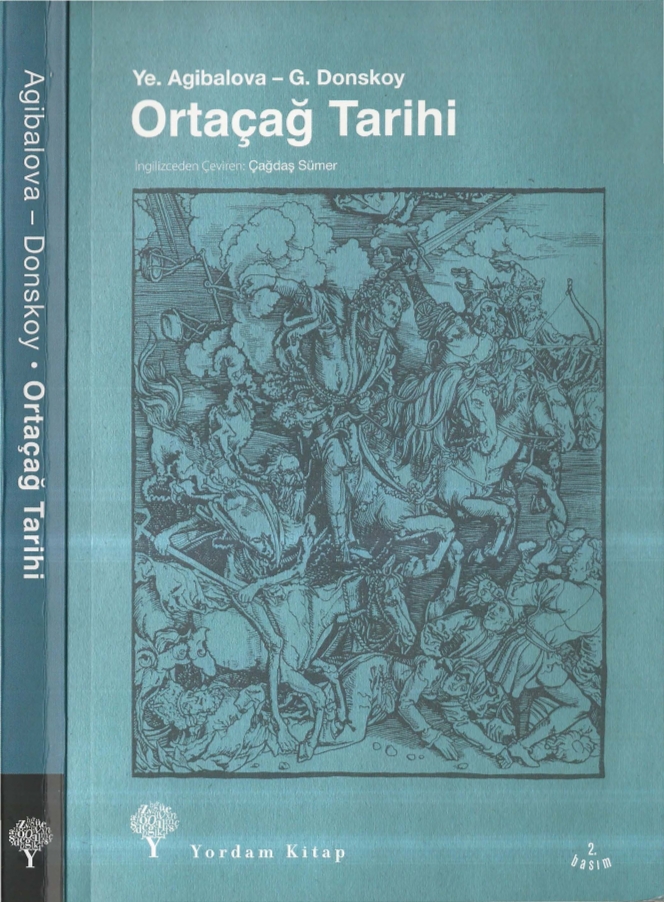 Agibalova – Donskoy • Ortaçağ Tarihi
Y
Ye. Agibalova – G. Donskoy
Ortaçağ Tarihi
İngilizceden Çeviren: Çağdaş Sümer
Y
Yordam Kitap
2.
basım